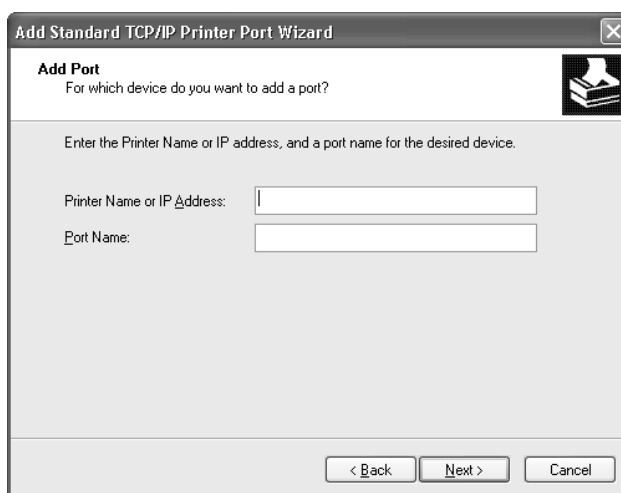 Add Standard TCP/IP Printer Port Wizard
Add Port
For which device do you want to add a port?
Enter the Printer Name or IP address, and a port name for the desired device.
Printer Name or IP Address:
Port Name:
< Back Next > Cancel